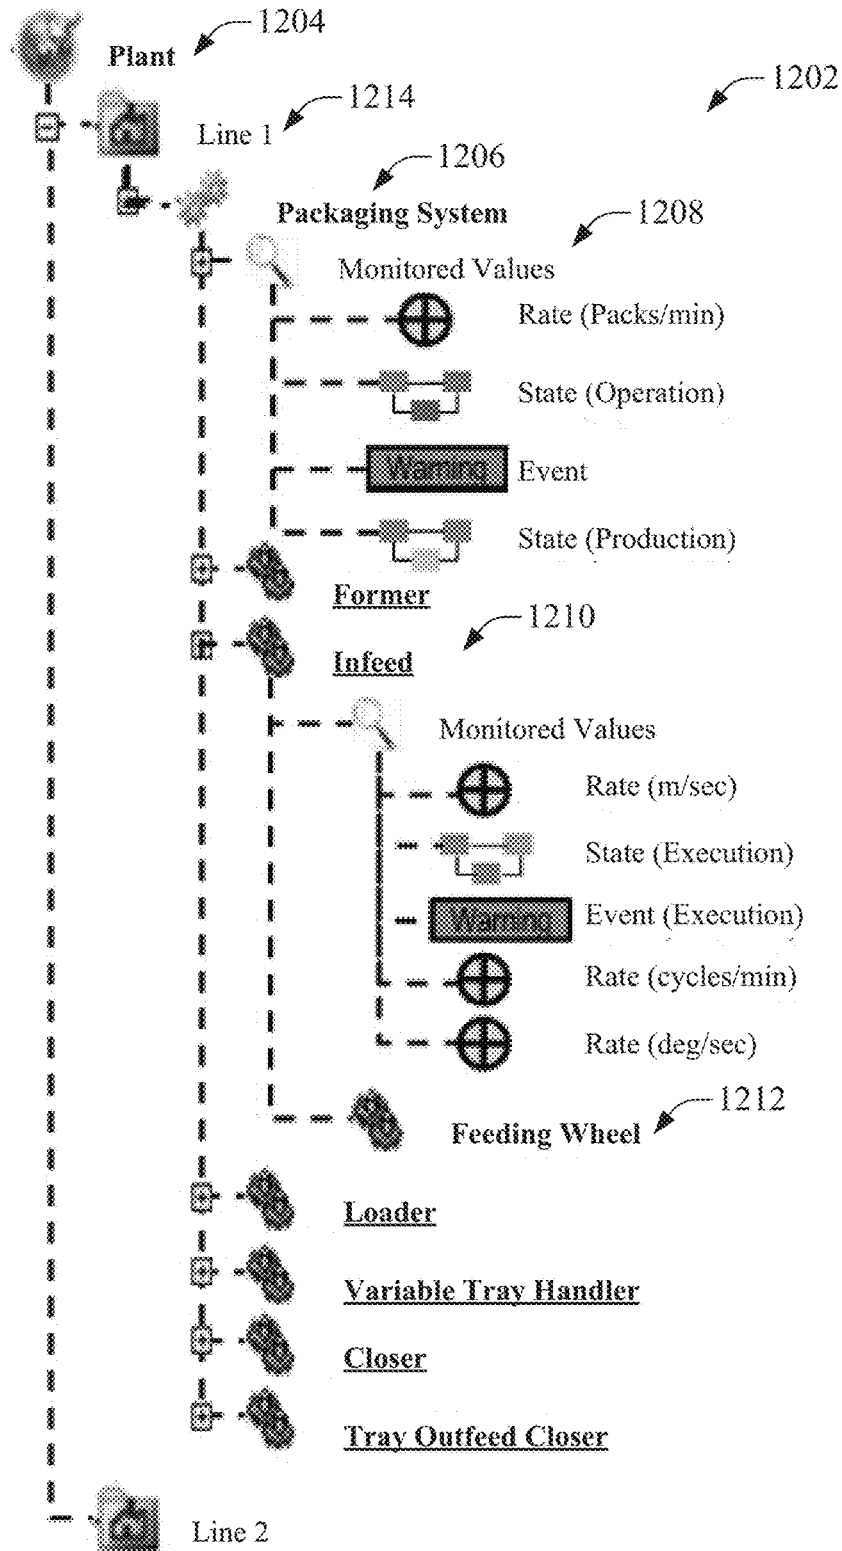 1204
Plant
1202
1214
Line 1
1206
Packaging System
1208
Monitored Values
Rate (Packs/min)
State (Operation)
Warning
Event
State (Production)
Former
1210
Infeed
Monitored Values
Rate (m/sec)
State (Execution)
Warning
Event (Execution)
Rate (cycles/min)
Rate (deg/sec)
1212
Feeding Wheel
Loader
Variable Tray Handler
Closer
Tray Outfeed Closer
Line 2